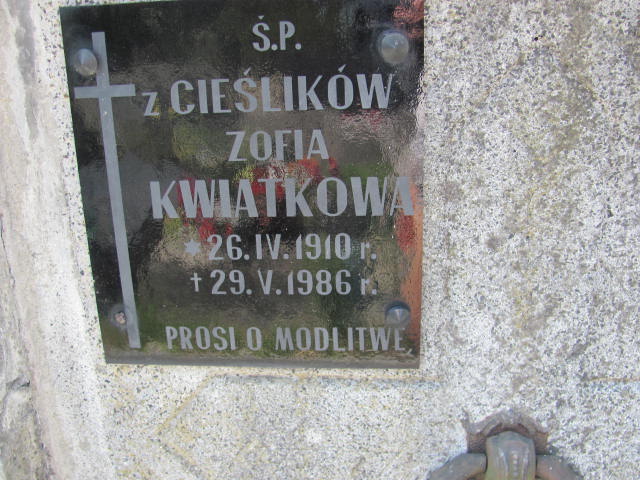 Ś.P.
z CIEŚLIKÓW
ZOFIA
KWIATKOWA
* 26.IV.1910 r.
† 29.V.1986 r.
PROSI O MODLITWĘ